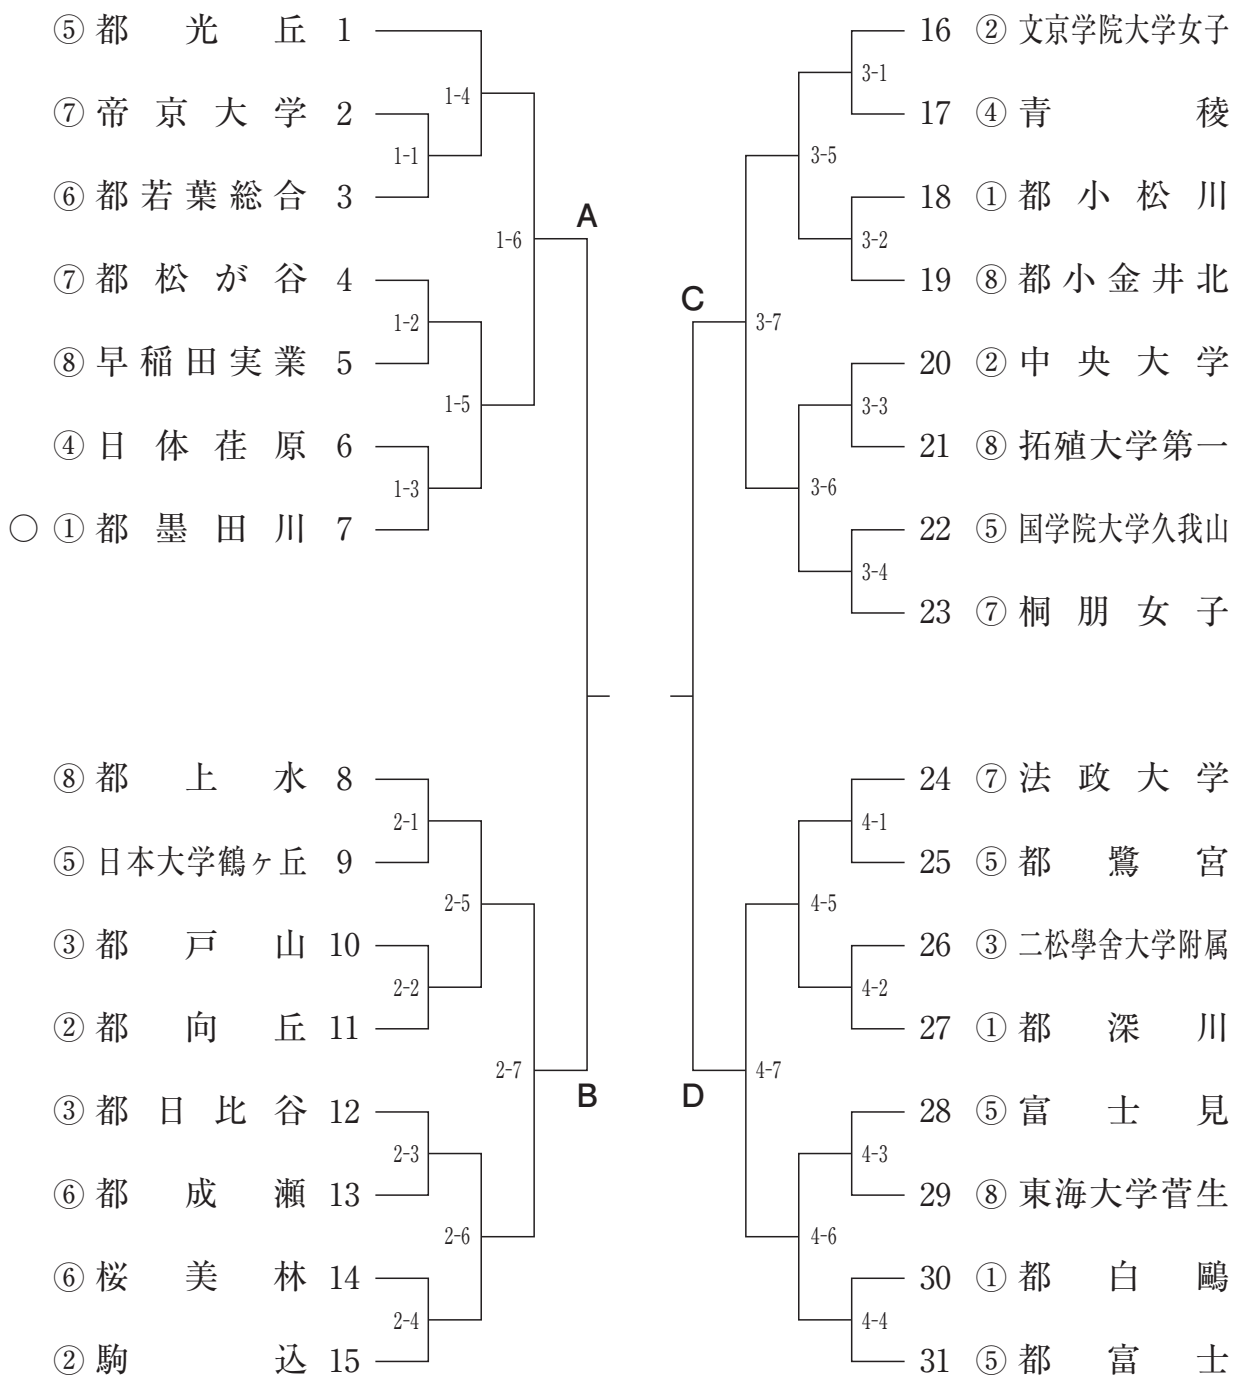 ⑤ 都光丘 1
⑦ 帝京大学 2
⑥ 都若葉総合 3
⑦ 都松が谷 4
⑧ 早稲田実業 5
④ 日体荏原 6
○ ① 都墨田川 7
1-1
1-2
1-3
1-4
1-5
1-6
A
⑧ 都上水 8
⑤ 日本大学鶴ヶ丘 9
③ 都戸山 10
② 都向丘 11
③ 都日比谷 12
⑥ 都成瀬 13
⑥ 桜美林 14
② 駒込 15
2-1
2-2
2-3
2-4
2-5
2-6
2-7
B
16 ② 文京学院大学女子
17 ④ 青稜
18 ① 都小松川
19 ⑧ 都小金井北
20 ② 中央大学
21 ⑧ 拓殖大学第一
22 ⑤ 国学院大学久我山
23 ⑦ 桐朋女子
3-1
3-2
3-3
3-4
3-5
3-6
3-7
C
24 ⑦ 法政大学
25 ⑤ 都鷺宮
26 ③ 二松學舎大学附属
27 ① 都深川
28 ⑤ 富士見
29 ⑧ 東海大学菅生
30 ① 都白鷗
31 ⑤ 都富士
4-1
4-2
4-3
4-4
4-5
4-6
4-7
D